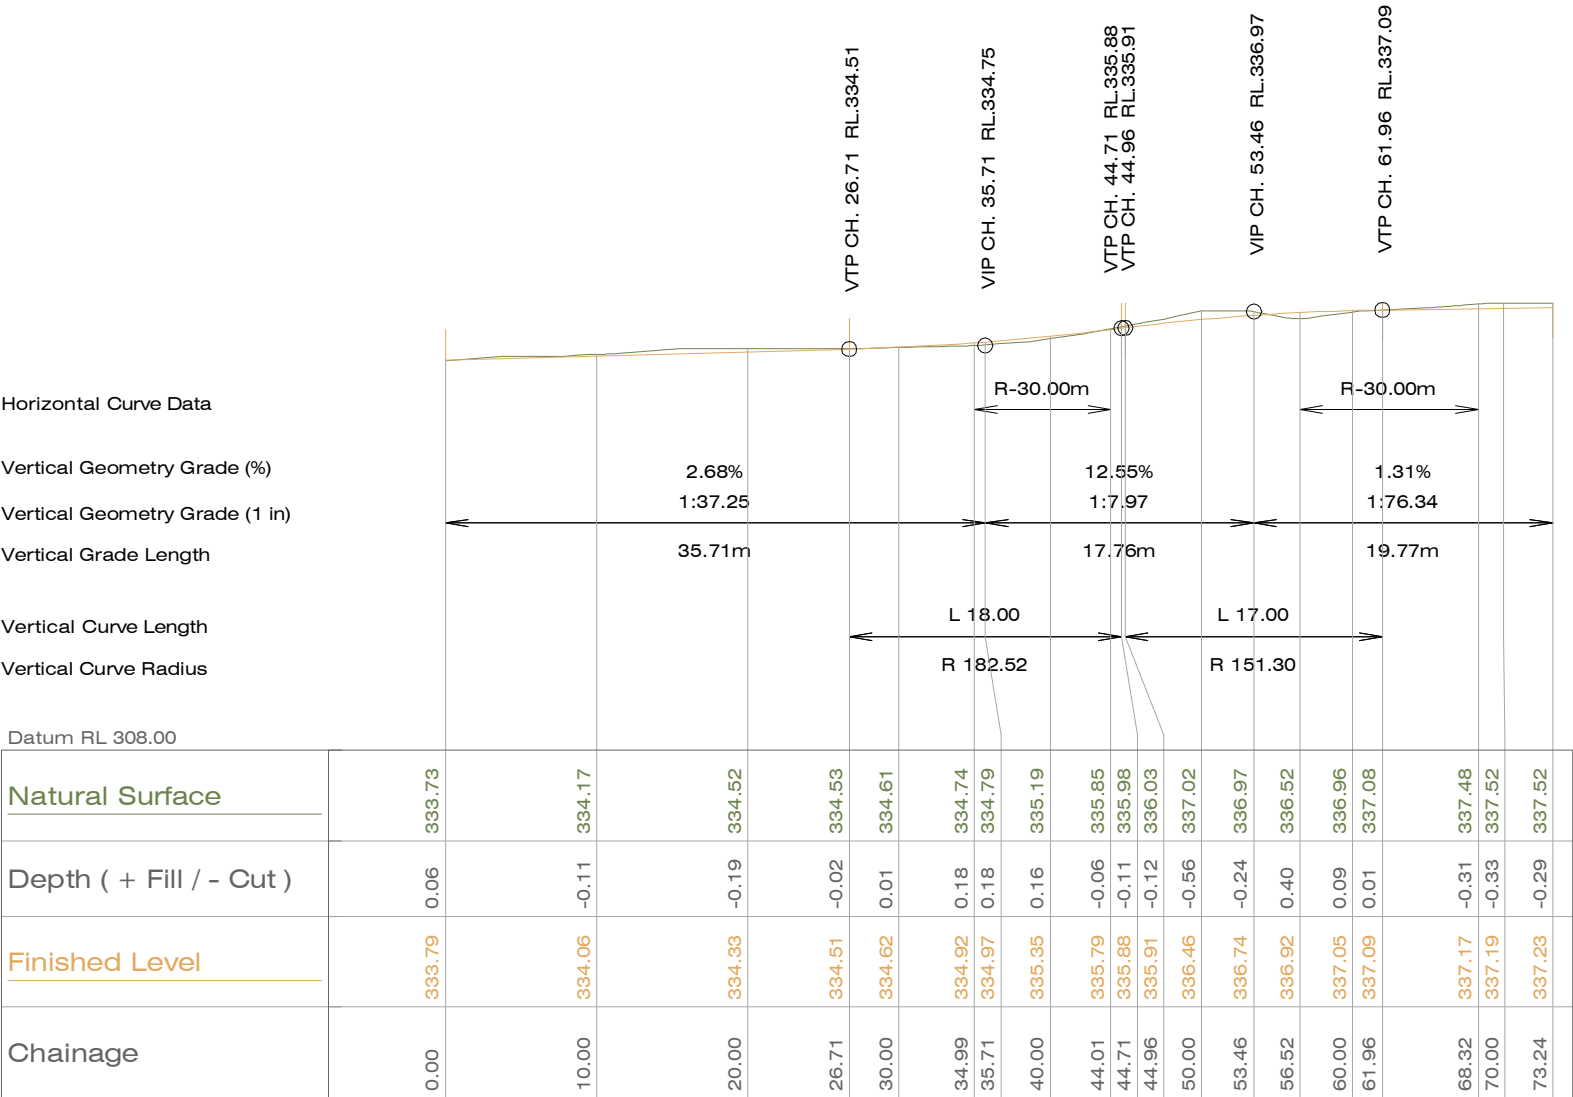 VTP CH. 26.71 RL.334.51
VIP CH. 35.71 RL.334.75
VTP CH. 44.71 RL.335.88
VTP CH. 44.96 RL.335.91
VIP CH. 53.46 RL.336.97
VTP CH. 61.96 RL.337.09
Horizontal Curve Data R-30.00m R-30.00m
Vertical Geometry Grade (%) 2.68% 12.55% 1.31%
Vertical Geometry Grade (1 in) 1:37.25 1:7.97 1:76.34
Vertical Grade Length 35.71m 17.76m 19.77m
Vertical Curve Length L 18.00 L 17.00
Vertical Curve Radius R 182.52 R 151.30
Datum RL 308.00
Natural Surface 333.73 334.17 334.52 334.53 334.61 334.74 334.79 335.19 335.85 335.98 336.03 337.02 336.97 336.52 336.96 337.08 337.48 337.52 337.52
Depth ( + Fill / - Cut ) 0.06 -0.11 -0.19 -0.02 0.01 0.18 0.18 0.16 -0.06 -0.11 -0.12 -0.56 -0.24 0.40 0.09 0.01 -0.31 -0.33 -0.29
Finished Level 333.79 334.06 334.33 334.51 334.62 334.92 334.97 335.35 335.79 335.88 335.91 336.46 336.74 336.92 337.05 337.09 337.17 337.19 337.23
Chainage 0.00 10.00 20.00 26.71 30.00 34.99 35.71 40.00 44.01 44.71 44.96 50.00 53.46 56.52 60.00 61.96 68.32 70.00 73.24